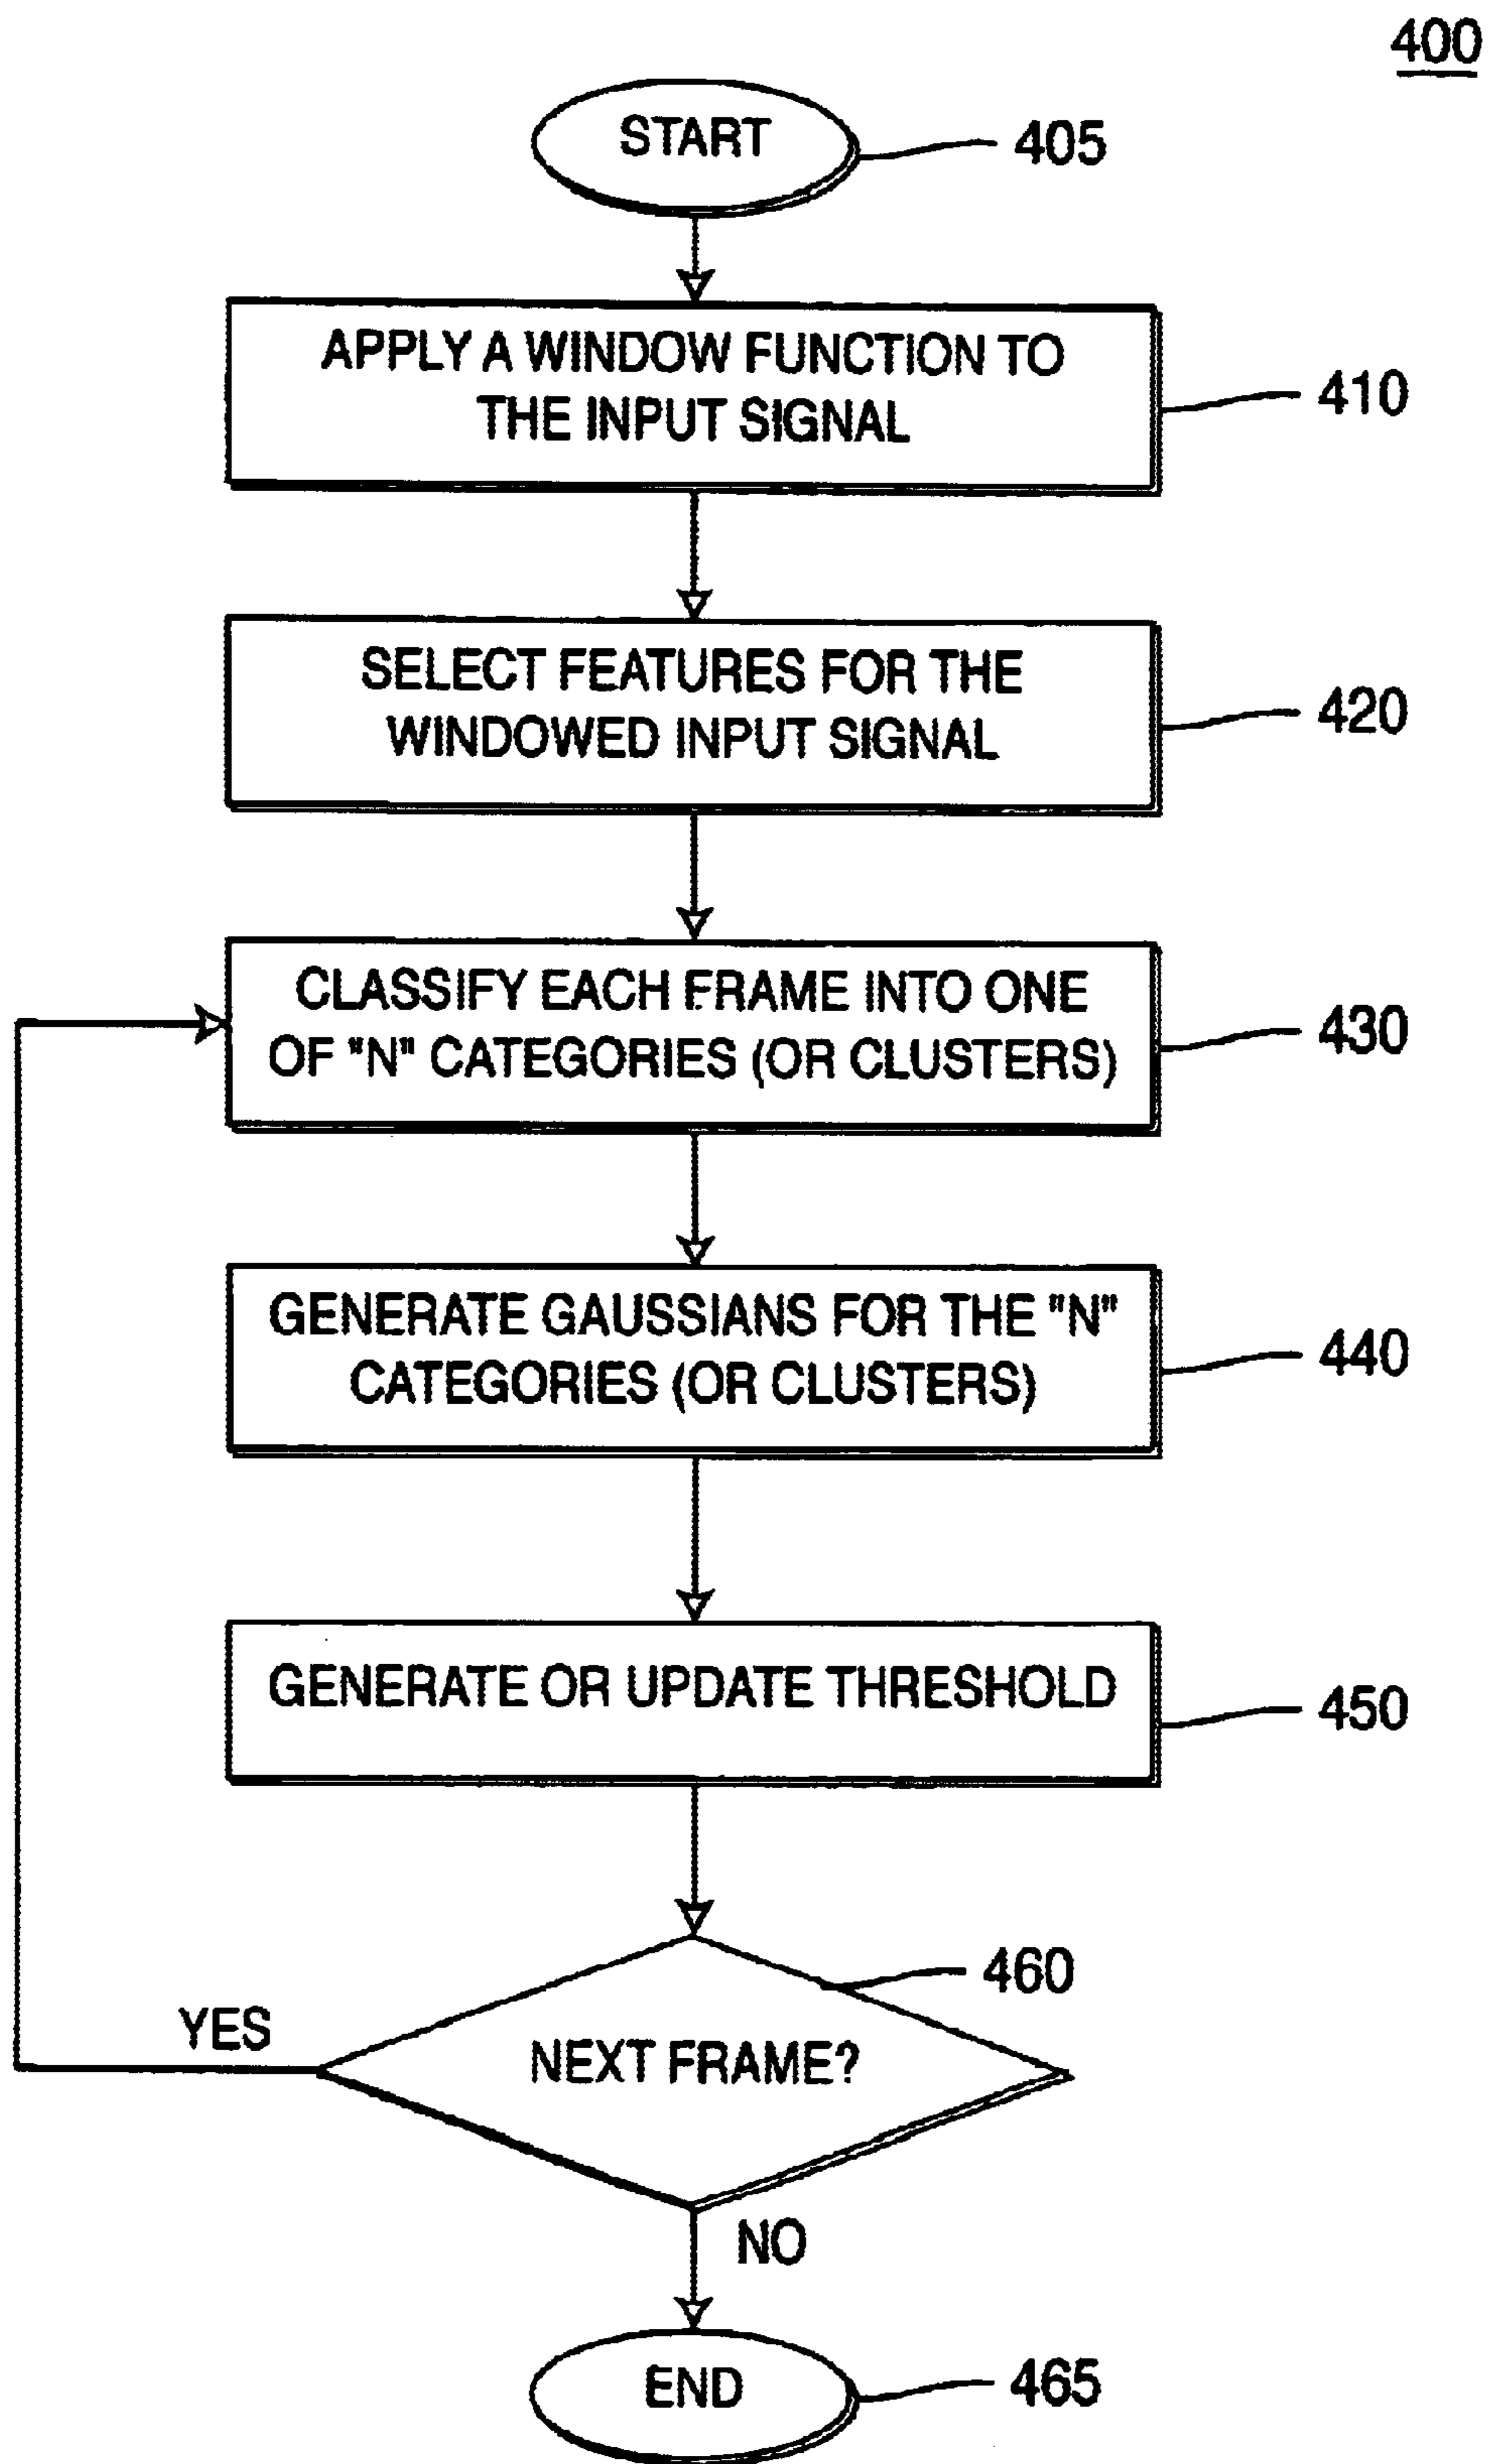 400
START
405
APPLY A WINDOW FUNCTION TO
THE INPUT SIGNAL
410
SELECT FEATURES FOR THE
WINDOWED INPUT SIGNAL
420
CLASSIFY EACH FRAME INTO ONE
OF "N" CATEGORIES (OR CLUSTERS)
430
GENERATE GAUSSIANS FOR THE "N"
CATEGORIES (OR CLUSTERS)
440
GENERATE OR UPDATE THRESHOLD
450
460
YES
NEXT FRAME?
NO
END
465